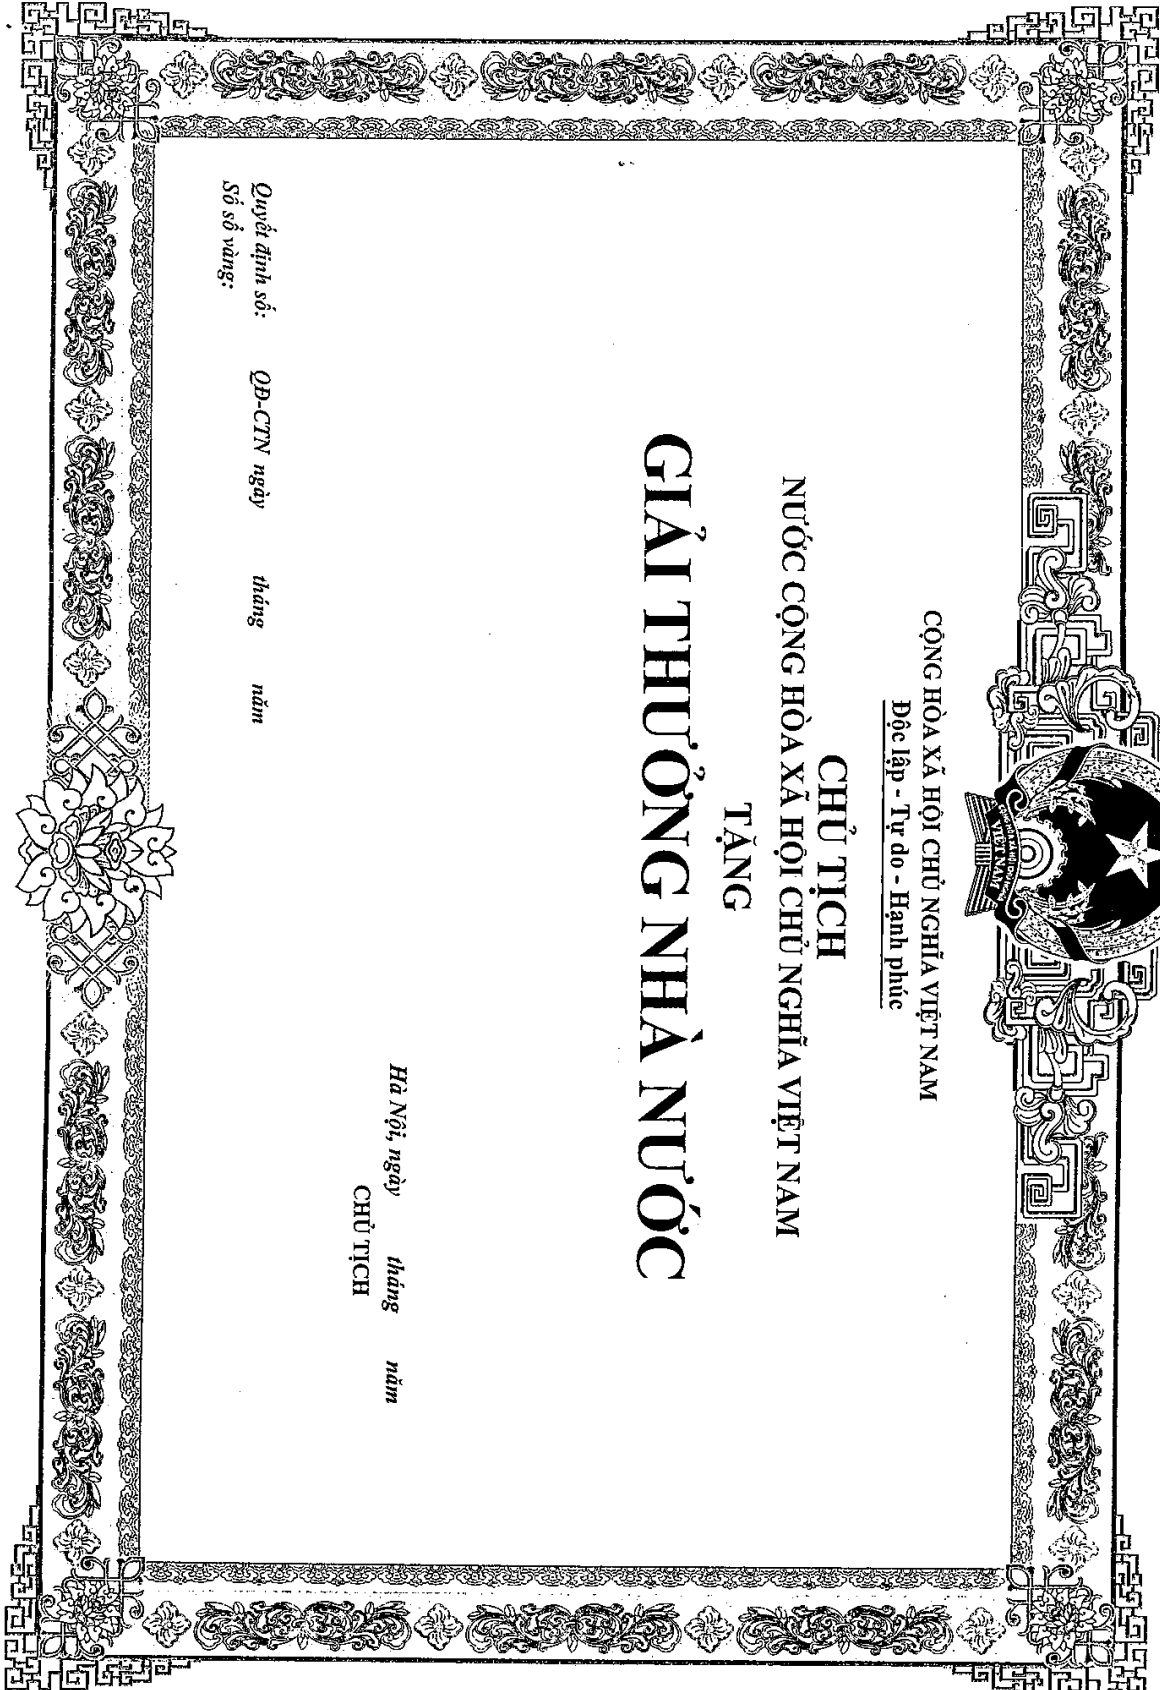 VIỆT NAM
CỘNG HÒA XÃ HỘI CHỦ NGHĨA VIỆT NAM
Độc lập - Tự do - Hạnh phúc
CHỦ TỊCH
NƯỚC CỘNG HÒA XÃ HỘI CHỦ NGHĨA VIỆT NAM
TẶNG
GIẢI THƯỞNG NHÀ NƯỚC
Hà Nội, ngày tháng năm
CHỦ TỊCH
Quyết định số: QĐ-CTN ngày tháng năm
Số sổ vàng: